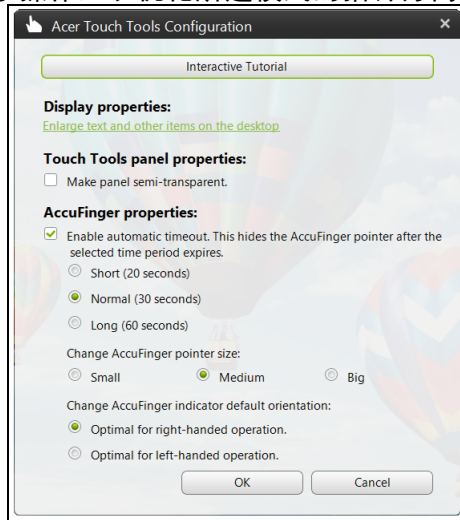 Acer Touch Tools Configuration
Interactive Tutorial
Display properties:
Enlarge text and other items on the desktop
Touch Tools panel properties:
Make panel semi-transparent.
AccuFinger properties:
Enable automatic timeout. This hides the AccuFinger pointer after the
selected time period expires.
Short (20 seconds)
Normal (30 seconds)
Long (60 seconds)
Change AccuFinger pointer size:
Small Medium Big
Change AccuFinger indicator default orientation:
Optimal for right-handed operation.
Optimal for left-handed operation.
OK Cancel